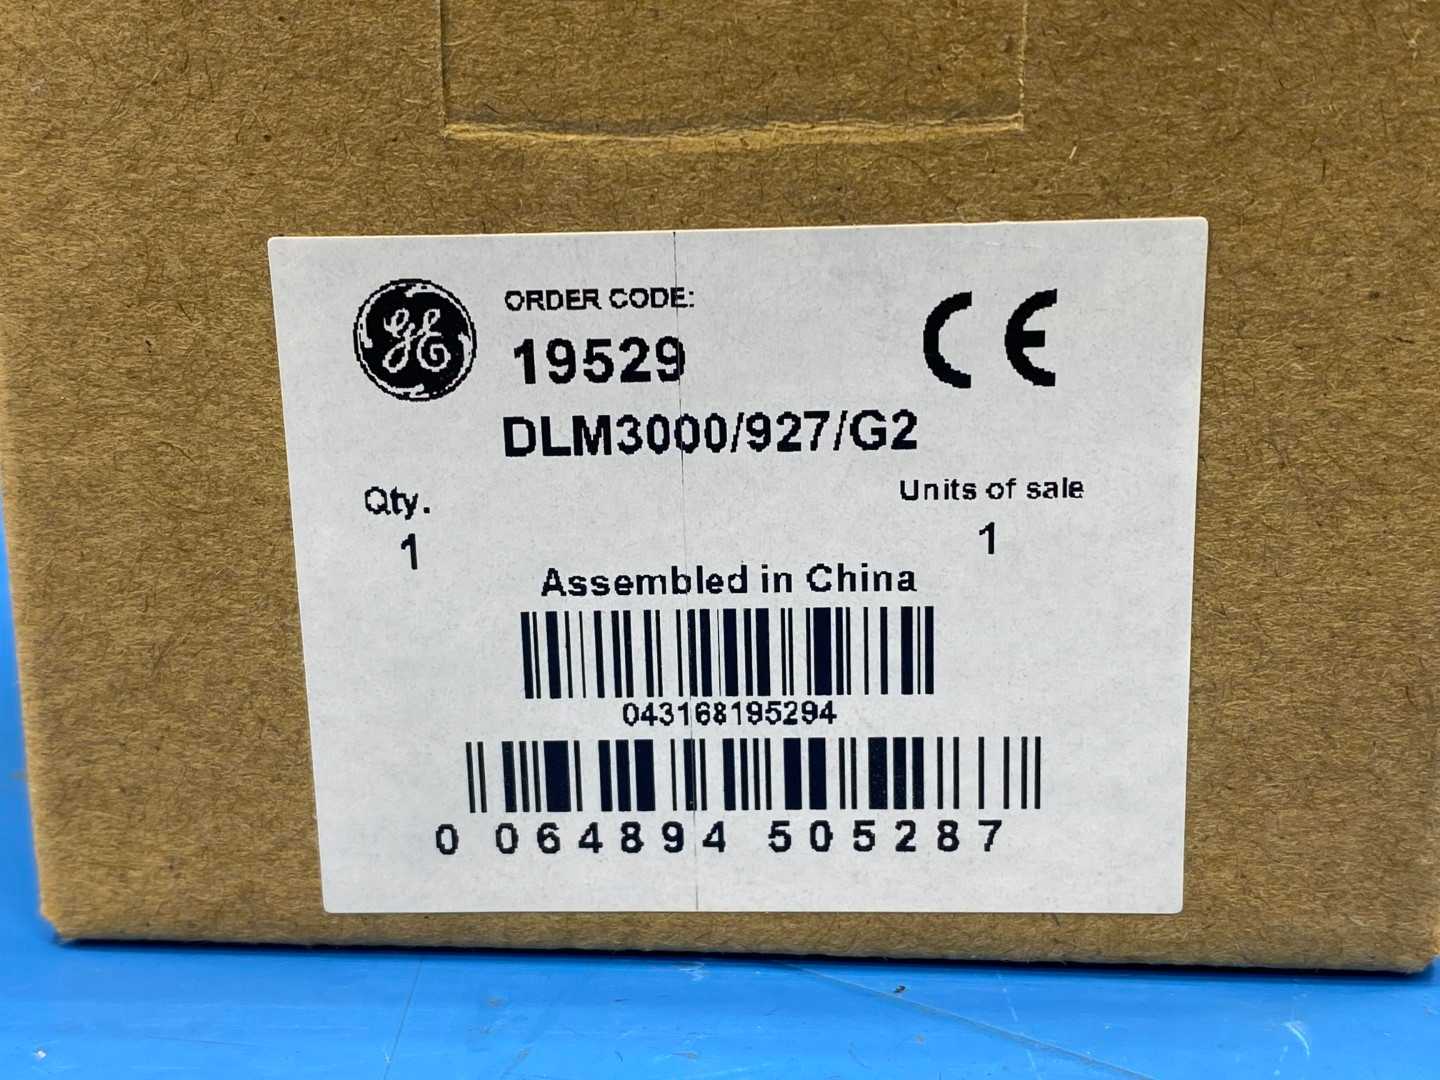 GE
ORDER CODE:
19529
DLM3000/927/G2
CE
Qty.
1
Units of sale
1
Assembled in China
043168195294
0 064894 505287